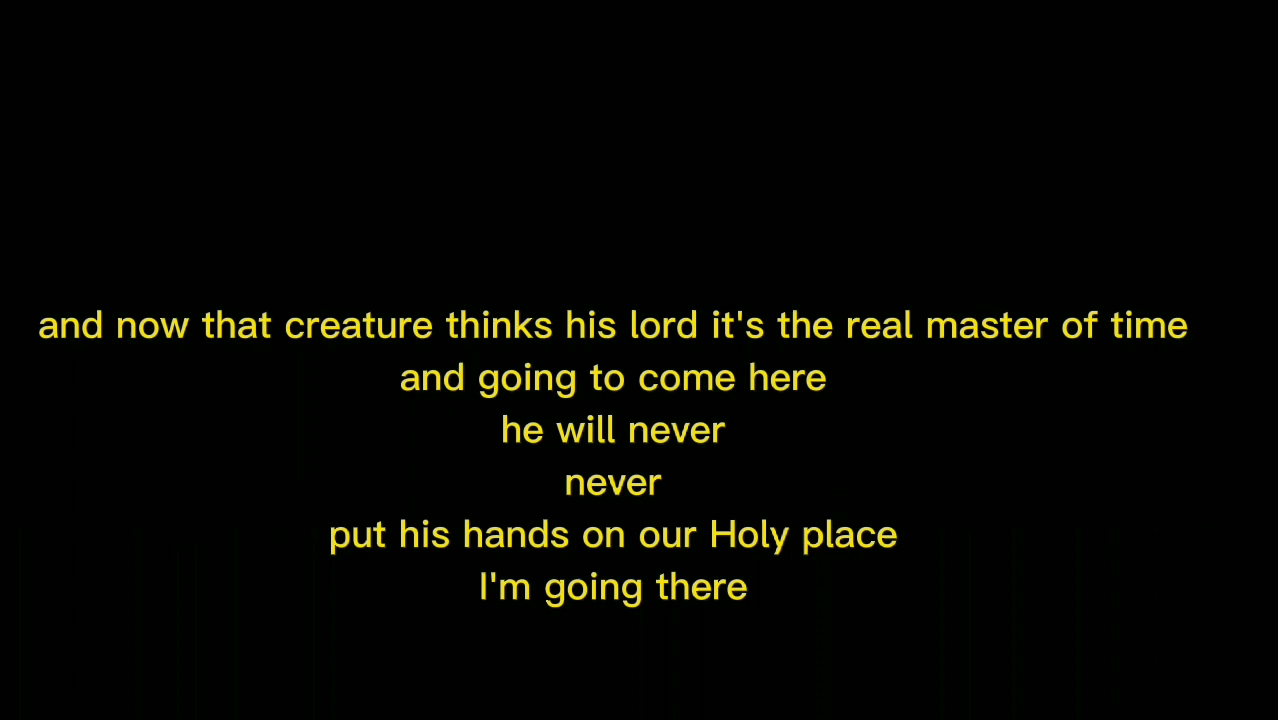 and now that creature thinks his lord it's the real master of time
and going to come here
he will never
never
put his hands on our Holy place
I'm going there